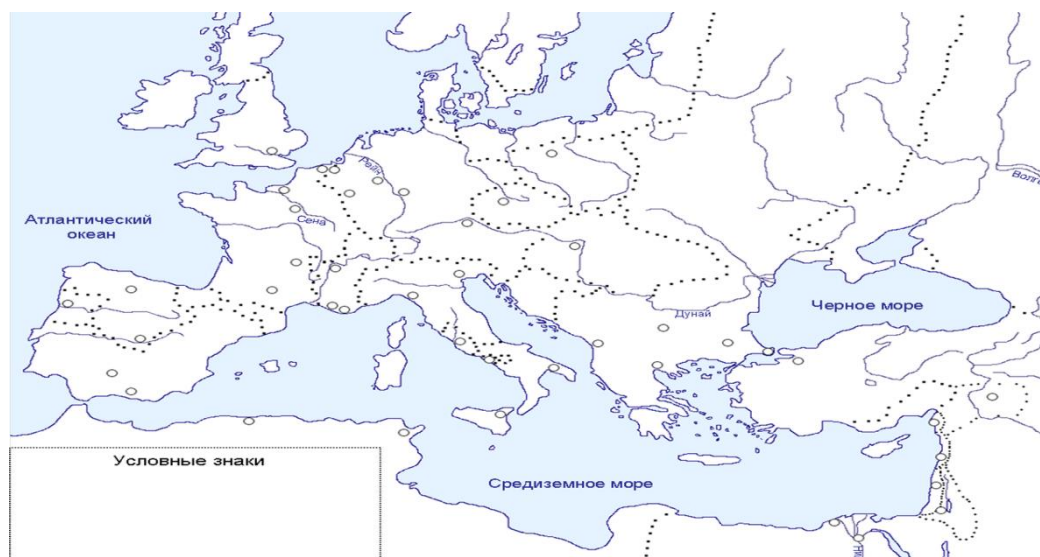 Рейн
Волга
Атлантический
океан
Сена
Черное море
Дунай
Условные знаки
Средиземное море